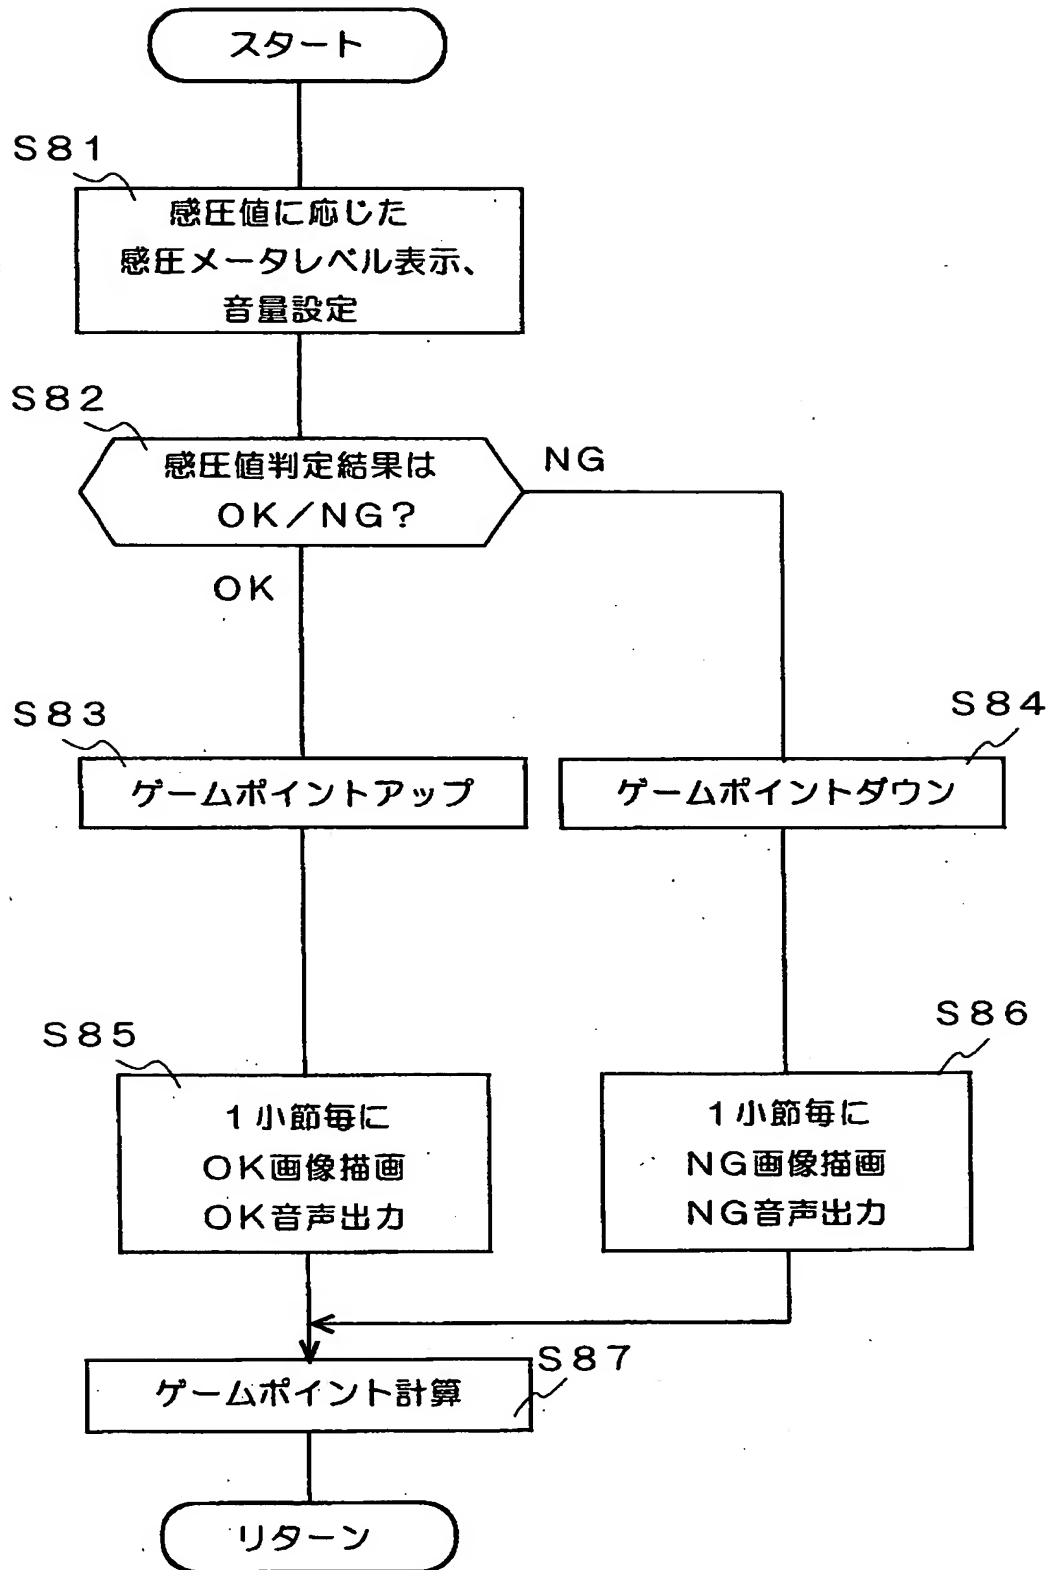 スタート
S81
感圧値に応じた
感圧メータレベル表示、
音量設定
S82
感圧値判定結果は
OK/NG?
NG
OK
S83
ゲームポイントアップ
S84
ゲームポイントダウン
S85
1小節毎に
OK画像描画
OK音声出力
S86
1小節毎に
NG画像描画
NG音声出力
S87
ゲームポイント計算
リターン